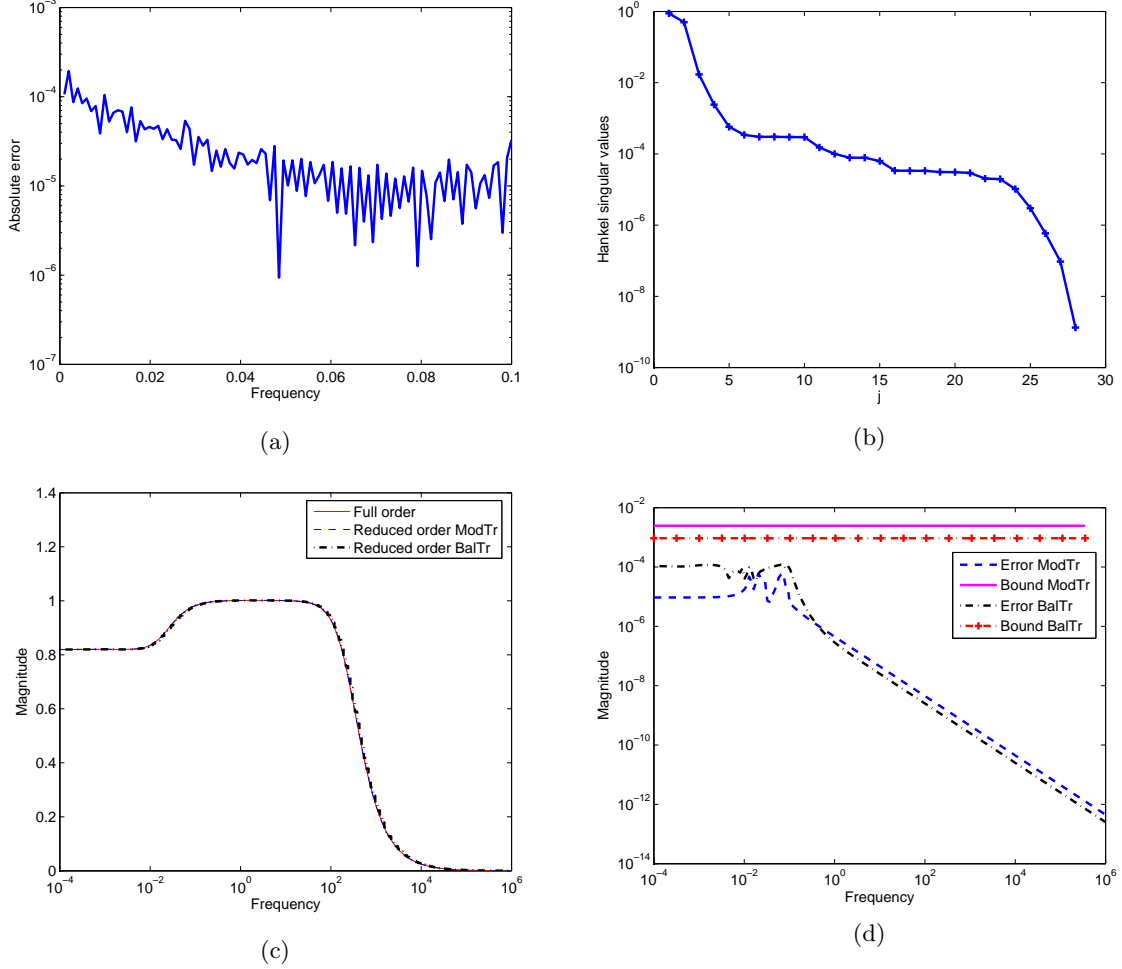 10^−3
10^−4
10^−5
10^−6
10^−7
Absolute error
0 0.02 0.04 0.06 0.08 0.1
Frequency
(a)
10^0
10^−2
10^−4
10^−6
10^−8
10^−10
Hankel singular values
0 5 10 15 20 25 30
j
(b)
1.4
1.2
1
0.8
0.6
0.4
0.2
0
Magnitude
Full order
Reduced order ModTr
Reduced order BalTr
10^−4 10^−2 10^0 10^2 10^4 10^6
Frequency
(c)
10^−2
10^−4
10^−6
10^−8
10^−10
10^−12
10^−14
Magnitude
Error ModTr
Bound ModTr
Error BalTr
Bound BalTr
10^−4 10^−2 10^0 10^2 10^4 10^6
Frequency
(d)